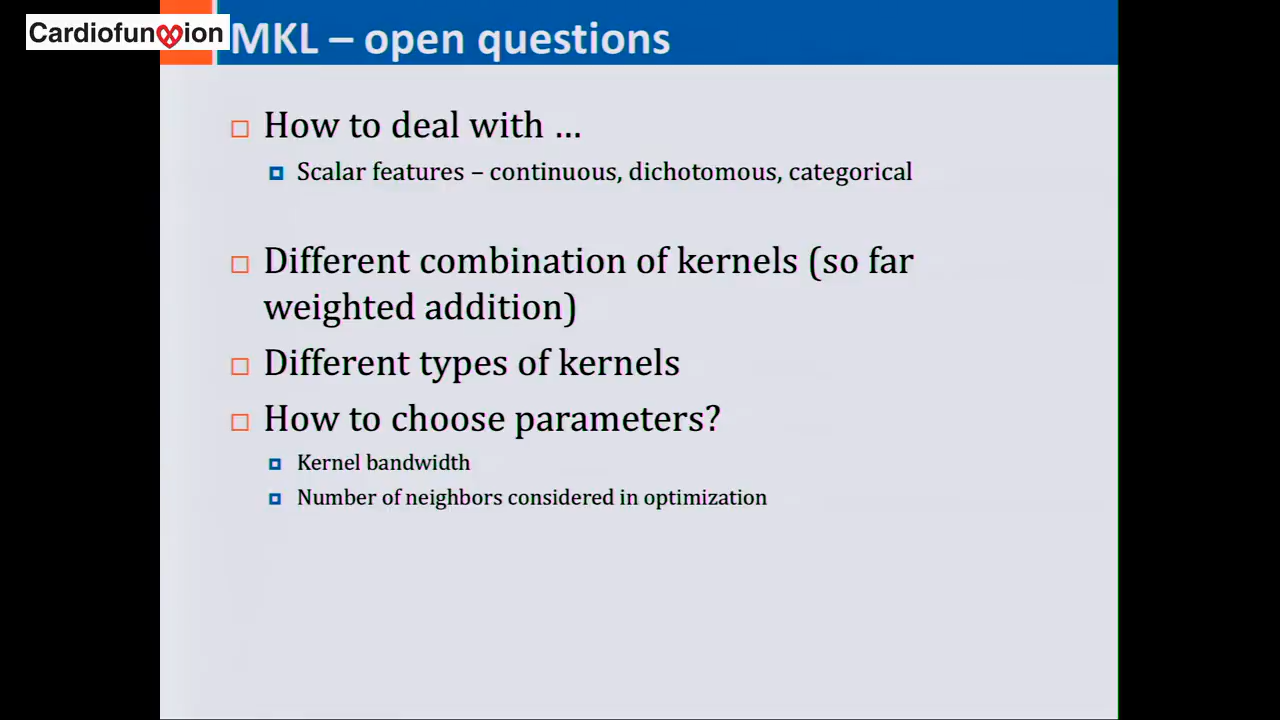 Cardiofunxion
MKL – open questions
How to deal with …
Scalar features – continuous, dichotomous, categorical
Different combination of kernels (so far
weighted addition)
Different types of kernels
How to choose parameters?
Kernel bandwidth
Number of neighbors considered in optimization